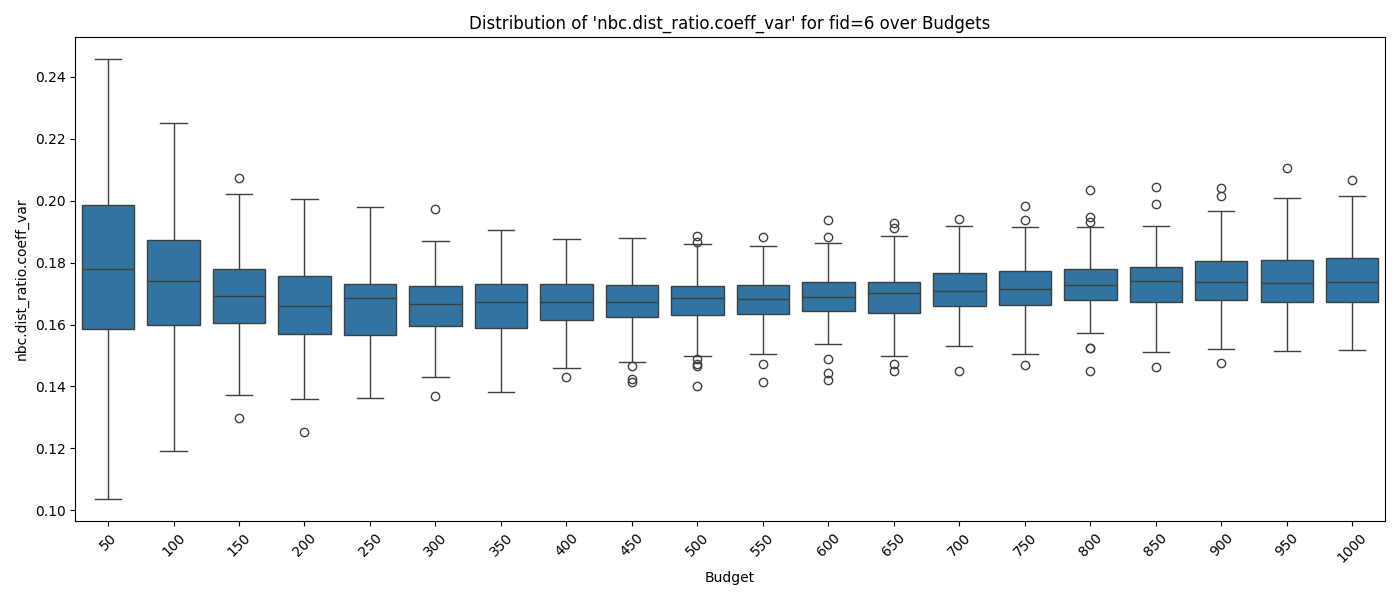 Distribution of 'nbc.dist_ratio.coeff_var' for fid=6 over Budgets
nbc.dist_ratio.coeff_var
0.24
0.22
0.20
0.18
0.16
0.14
0.12
0.10
50 100 150 200 250 300 350 400 450 500 550 600 650 700 750 800 850 900 950 1000
Budget